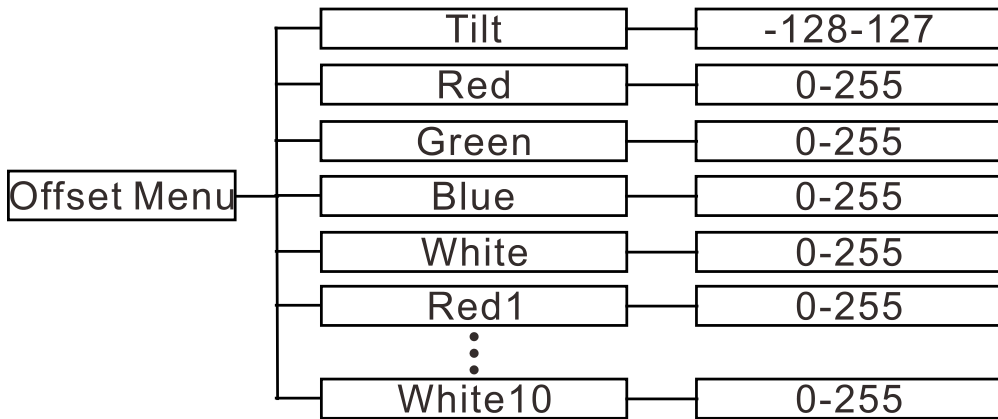 Tilt -128-127
Red 0-255
Green 0-255
Offset Menu Blue 0-255
White 0-255
Red1 0-255
White10 0-255